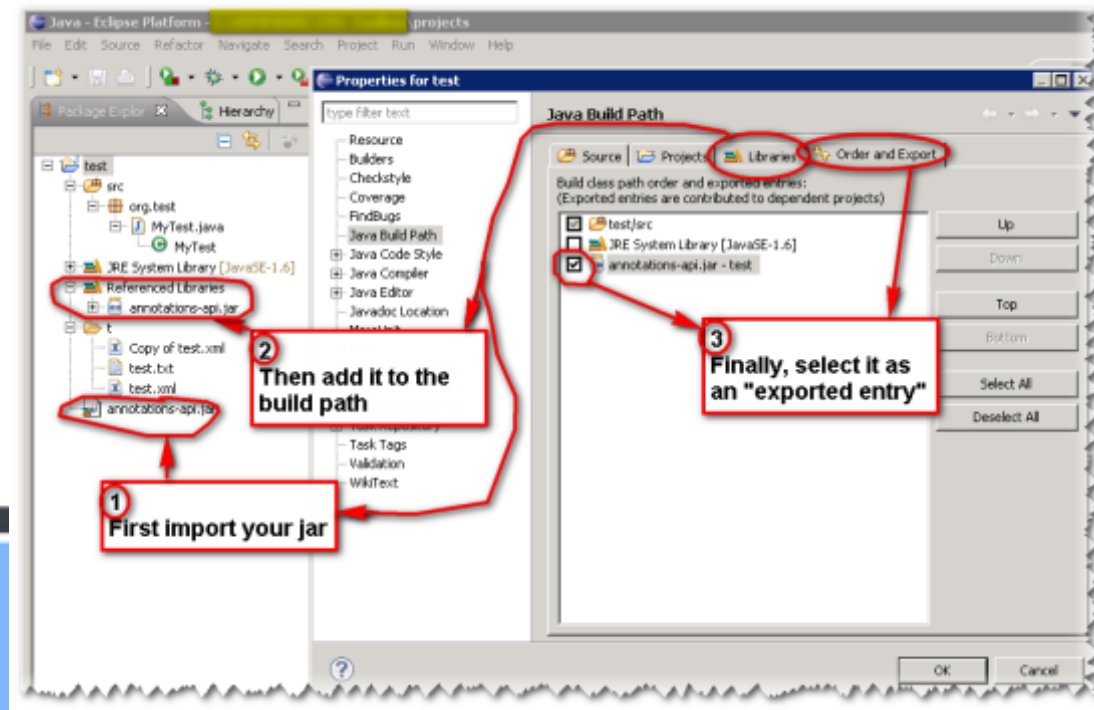 Java - Eclipse Platform - \projects
File Edit Source Refactor Navigate Search Project Run Window Help
Package Explor Hierarchy
test
src
org.test
MyTest.java
MyTest
JRE System Library [JavaSE-1.6]
Referenced Libraries
annotations-api.jar
t
Copy of test.xml
test.txt
test.xml
annotations-api.jar
1
First import your jar
2
Then add it to the
build path
Properties for test
type filter text
Resource
Builders
Checkstyle
Coverage
FindBugs
Java Build Path
Java Code Style
Java Compiler
Java Editor
Javadoc Location
Task Repository
Task Tags
Validation
WikiText
Java Build Path
Source Projects Libraries Order and Export
Build class path order and exported entries:
(Exported entries are contributed to dependent projects)
test/src
JRE System Library [JavaSE-1.6]
annotations-api.jar - test
3
Finally, select it as
an "exported entry"
Up
Down
Top
Bottom
Select All
Deselect All
OK Cancel